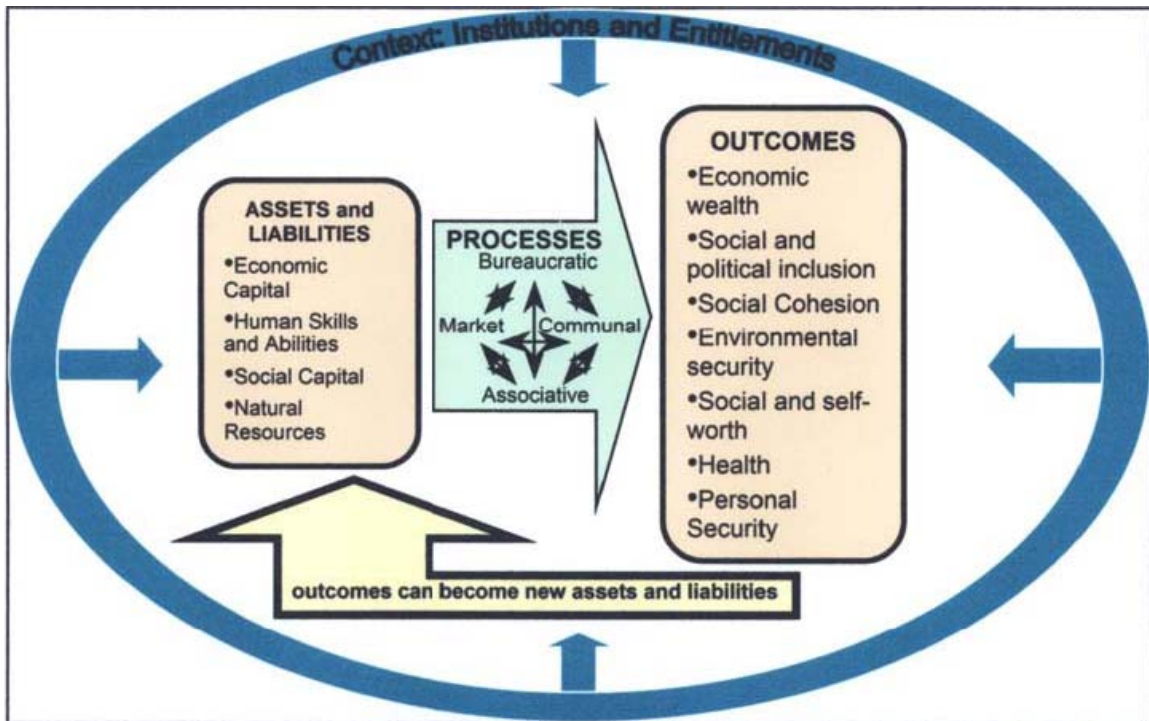 Context: Institutions and Entitlements
ASSETS and
LIABILITIES
•Economic
Capital
•Human Skills
and Abilities
•Social Capital
•Natural
Resources
PROCESSES
Bureaucratic
Market
Communal
Associative
OUTCOMES
•Economic
wealth
•Social and
political inclusion
•Social Cohesion
•Environmental
security
•Social and self-
worth
•Health
•Personal
Security
outcomes can become new assets and liabilities